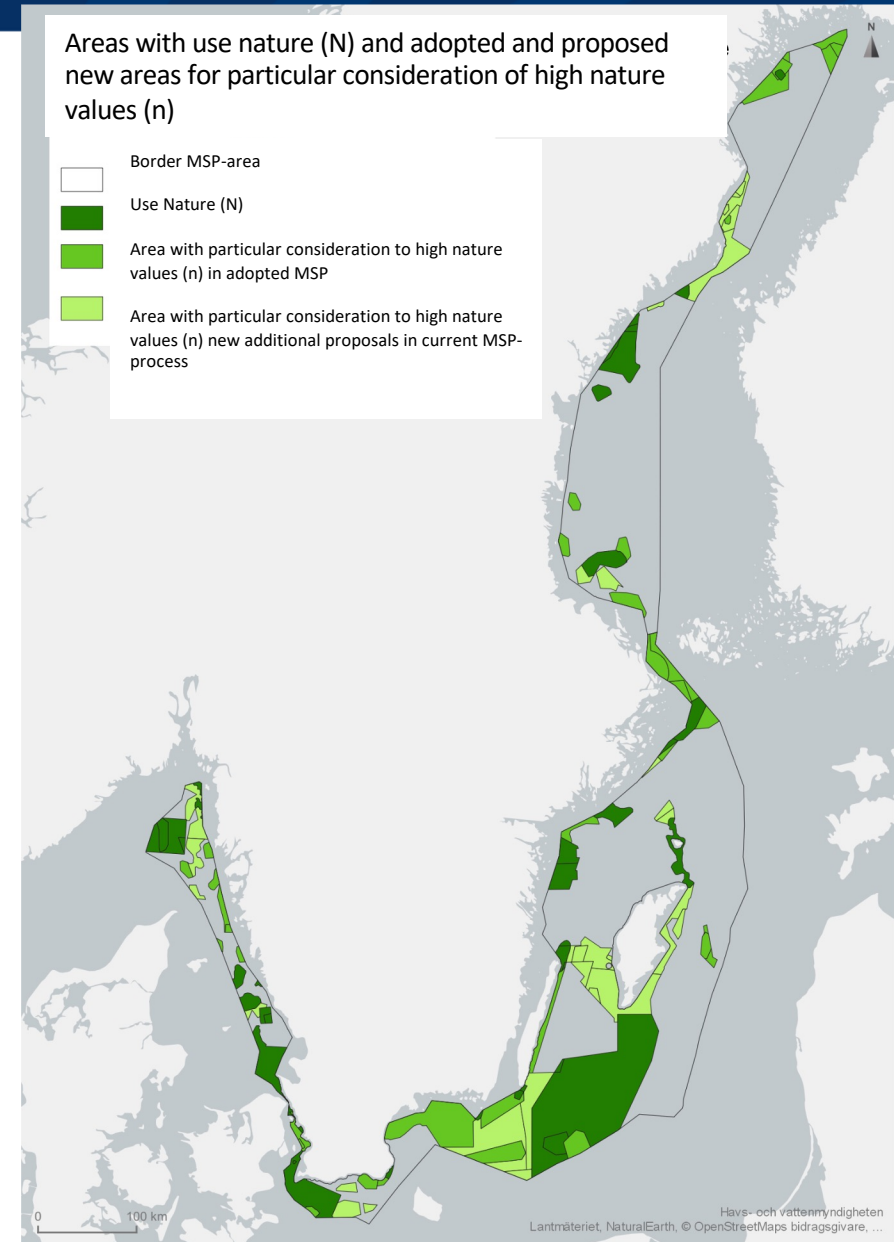 Areas with use nature (N) and adopted and proposed
new areas for particular consideration of high nature
values (n)
N
Border MSP-area
Use Nature (N)
Area with particular consideration to high nature
values (n) in adopted MSP
Area with particular consideration to high nature
values (n) new additional proposals in current MSP-
process
0 100 km
Havs- och vattenmyndigheten
Lantmäteriet, NaturalEarth, © OpenStreetMaps bidragsgivare, ...